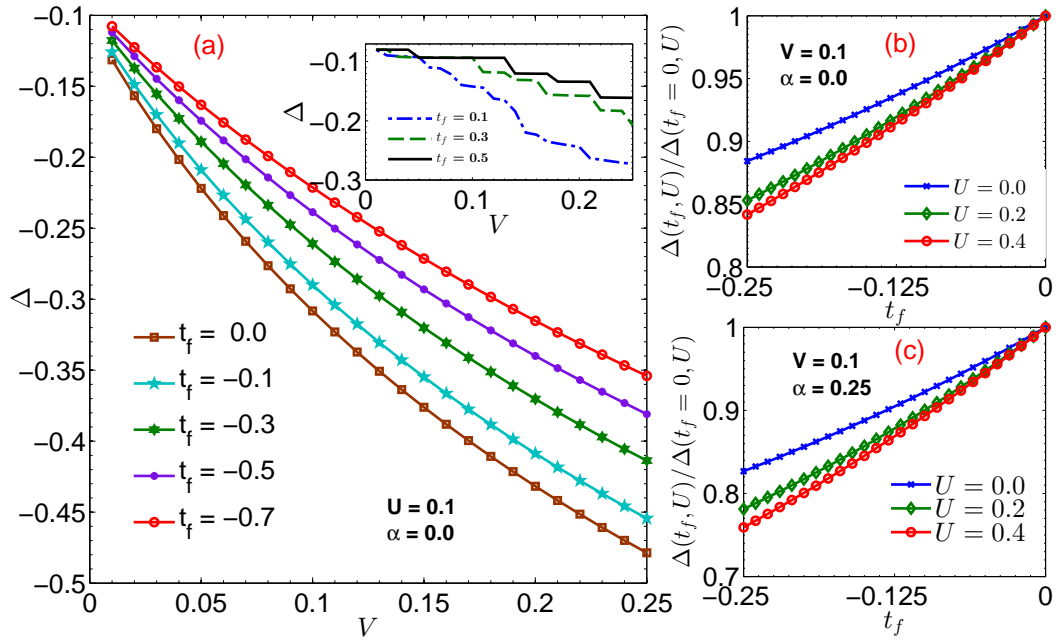 (a)
−0.1
−0.15
−0.2
−0.25
−0.3
−0.35
−0.4
−0.45
−0.5
Δ
0
0.05
0.1
0.15
0.2
0.25
V
t_f = 0.0
t_f = −0.1
t_f = −0.3
t_f = −0.5
t_f = −0.7
U = 0.1
α = 0.0
−0.1
−0.2
−0.3
Δ
0
0.1
0.2
V
t_f = 0.1
t_f = 0.3
t_f = 0.5
(b)
V = 0.1
α = 0.0
1
0.95
0.9
0.85
0.8
Δ(t_f, U)/Δ(t_f = 0, U)
−0.25
−0.125
0
t_f
U = 0.0
U = 0.2
U = 0.4
(c)
V = 0.1
α = 0.25
1
0.9
0.8
0.7
Δ(t_f, U)/Δ(t_f = 0, U)
−0.25
−0.125
0
t_f
U = 0.0
U = 0.2
U = 0.4